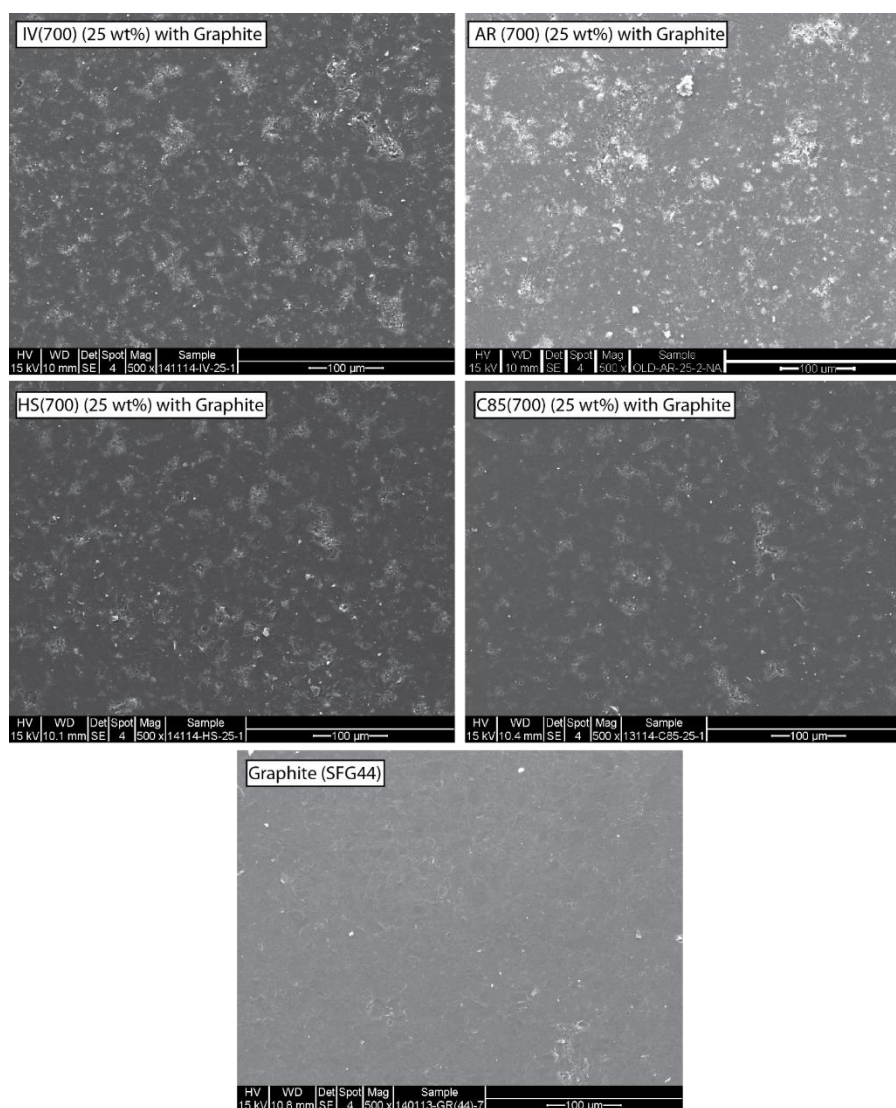 IV(700) (25 wt%) with Graphite
HV WD Det Spot Mag Sample
15 kV 10 mm SE 4 500 x 141114-IV-25-1 100 µm
AR (700) (25 wt%) with Graphite
HV WD Det Spot Mag Sample
15 kV 10 mm SE 4 500 x OLD-AR-25-2-NA 100 µm
HS(700) (25 wt%) with Graphite
HV WD Det Spot Mag Sample
15 kV 10.1 mm SE 4 500 x 14114-HS-25-1 100 µm
C85(700) (25 wt%) with Graphite
HV WD Det Spot Mag Sample
15 kV 10.4 mm SE 4 500 x 13114-C85-25-1 100 µm
Graphite (SFG44)
HV WD Det Spot Mag Sample
15 kV 10.8 mm SE 4 500 x 140113-GR(44)-7 100 µm